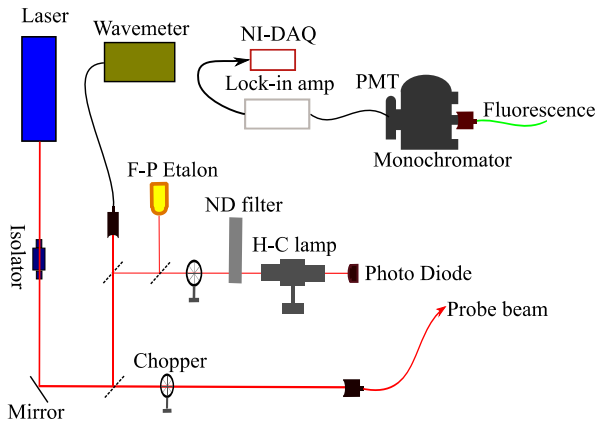 Laser
Wavemeter
NI-DAQ
Lock-in amp
PMT
Fluorescence
Monochromator
F-P Etalon
ND filter
H-C lamp
Isolator
Photo Diode
Probe beam
Chopper
Mirror